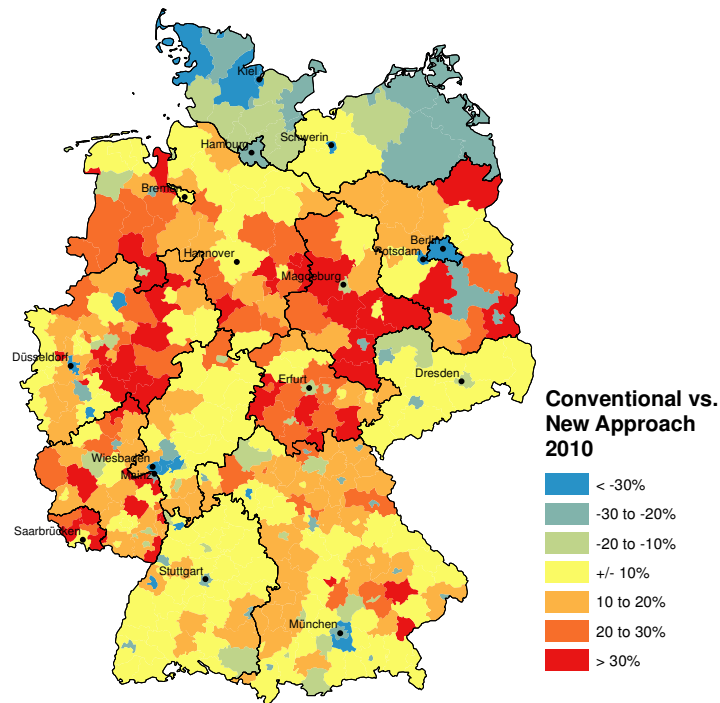 Kiel
Schwerin
Hamburg
Bremen
Berlin
Potsdam
Hannover
Magdeburg
Düsseldorf
Dresden
Erfurt
Wiesbaden
Mainz
Saarbrücken
Stuttgart
München
Conventional vs.
New Approach
2010
< -30%
-30 to -20%
-20 to -10%
+/- 10%
10 to 20%
20 to 30%
> 30%